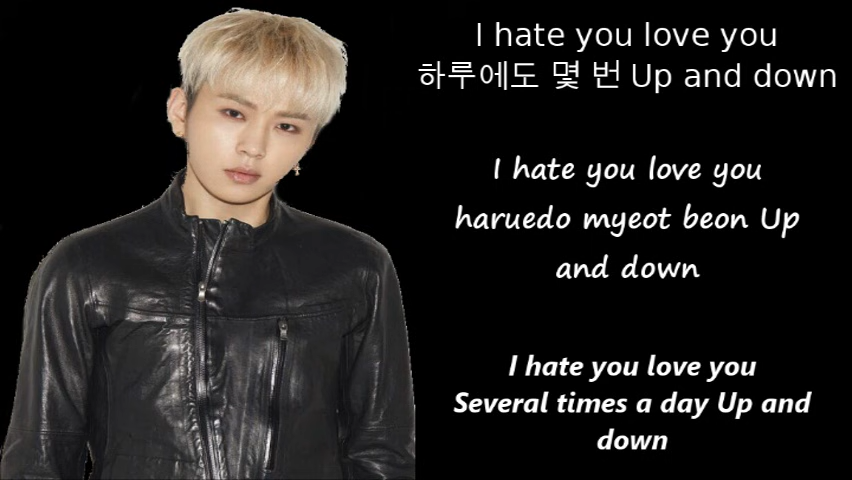 I hate you love you
하루에도 몇 번 Up and down
I hate you love you
haruedo myeot beon Up
and down
I hate you love you
Several times a day Up and
down